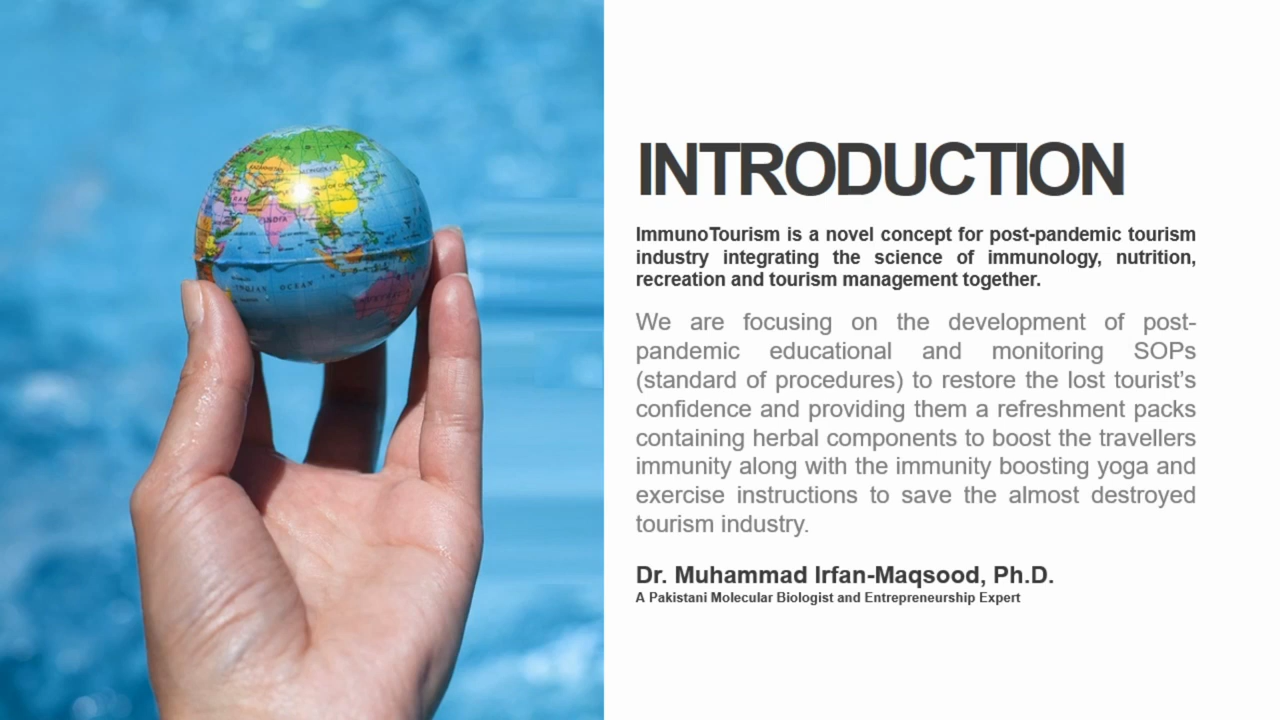 INTRODUCTION
ImmunoTourism is a novel concept for post-pandemic tourism
industry integrating the science of immunology, nutrition,
recreation and tourism management together.
We are focusing on the development of post-
pandemic educational and monitoring SOPs
(standard of procedures) to restore the lost tourist's
confidence and providing them a refreshment packs
containing herbal components to boost the travellers
immunity along with the immunity boosting yoga and
exercise instructions to save the almost destroyed
tourism industry.
Dr. Muhammad Irfan-Maqsood, Ph.D.
A Pakistani Molecular Biologist and Entrepreneurship Expert
INDIA
INDIAN OCEAN
AUSTRALIA